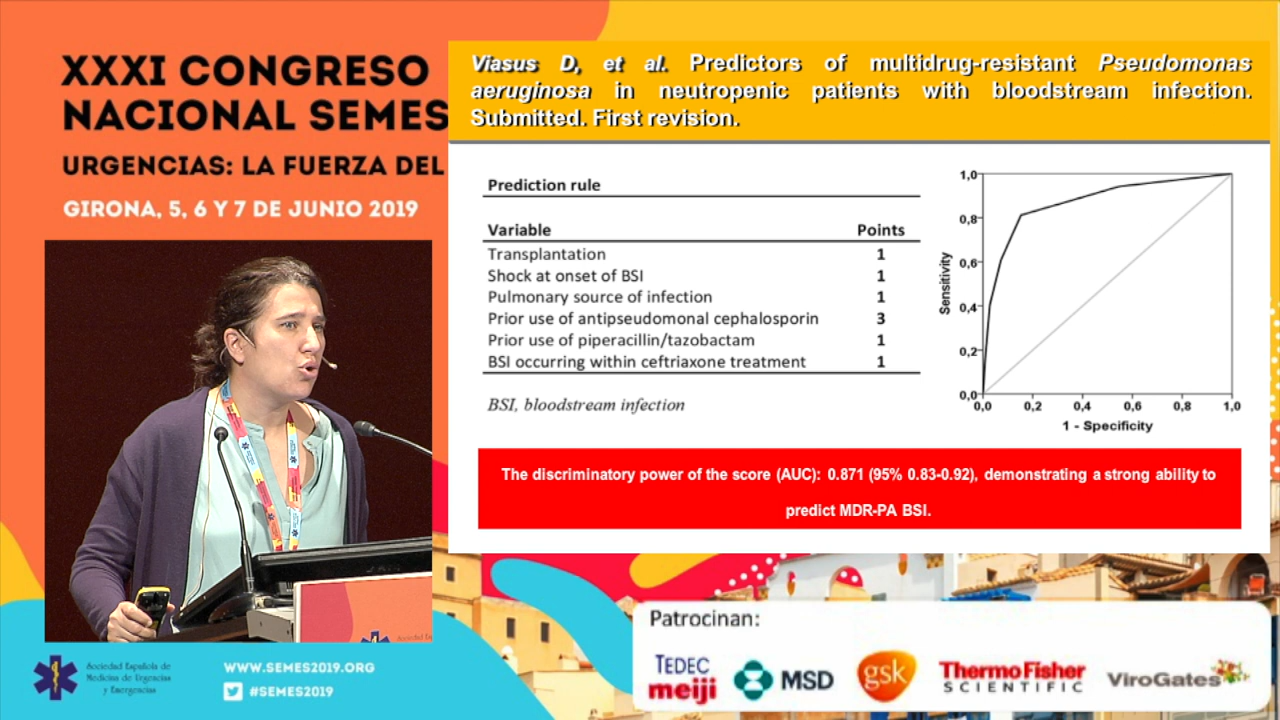 XXXI CONGRESO
NACIONAL SEMES
URGENCIAS: LA FUERZA DEL
GIRONA, 5, 6 Y 7 DE JUNIO 2019
Viasus D, et al. Predictors of multidrug-resistant Pseudomonas
aeruginosa in neutropenic patients with bloodstream infection.
Submitted. First revision.
Prediction rule
Variable Points
Transplantation 1
Shock at onset of BSI 1
Pulmonary source of infection 1
Prior use of antipseudomonal cephalosporin 3
Prior use of piperacillin/tazobactam 1
BSI occurring within ceftriaxone treatment 1
BSI, bloodstream infection
Sensitivity
1,0
0,8
0,6
0,4
0,2
0,0
0,0 0,2 0,4 0,6 0,8 1,0
1 - Specificity
The discriminatory power of the score (AUC): 0.871 (95% 0.83-0.92), demonstrating a strong ability to
predict MDR-PA BSI.
Sociedad Española de
Medicina de Urgencias
y Emergencias
WWW.SEMES2019.ORG
#SEMES2019
Patrocinan:
TEDEC
meiji
MSD
gsk
ThermoFisher
SCIENTIFIC
ViroGates